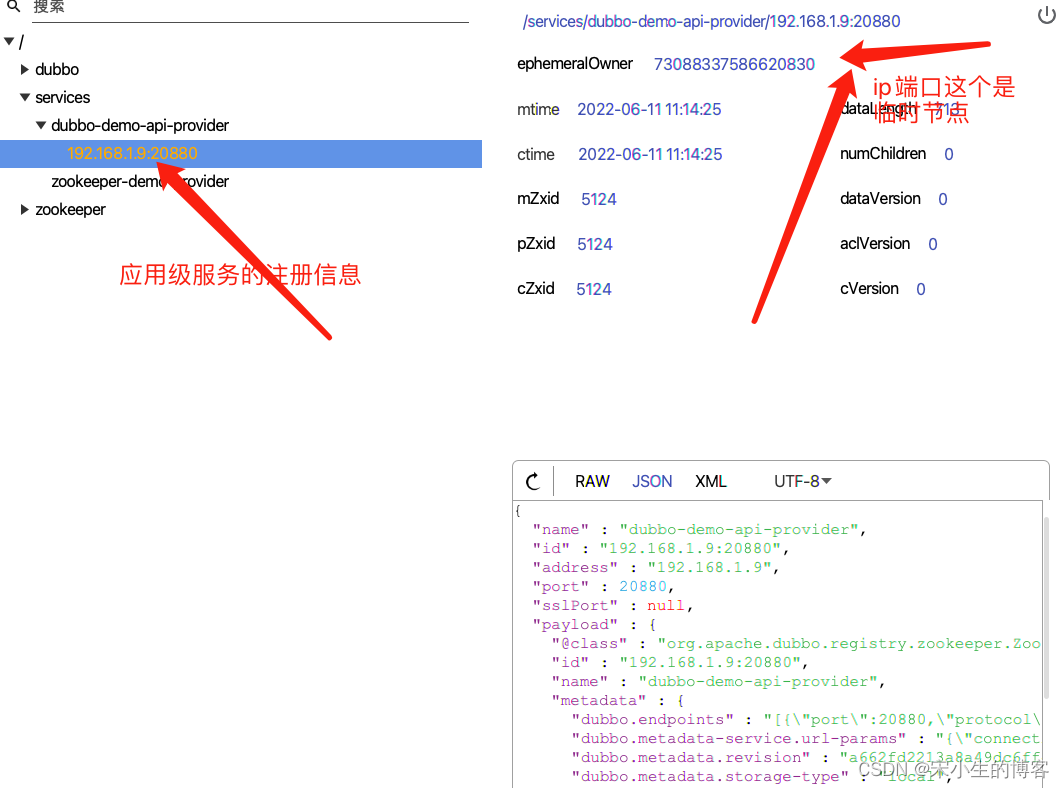 搜索
/
dubbo
services
dubbo-demo-api-provider
192.168.1.9:20880
zookeeper-demo-provider
zookeeper
应用级服务的注册信息
/services/dubbo-demo-api-provider/192.168.1.9:20880
ephemeralOwner 73088337586620830
ip端口这个是
临时节点
mtime 2022-06-11 11:14:25 dataLength 713
ctime 2022-06-11 11:14:25 numChildren 0
mZxid 5124 dataVersion 0
pZxid 5124 aclVersion 0
cZxid 5124 cVersion 0
RAW JSON XML UTF-8
{
"name" : "dubbo-demo-api-provider",
"id" : "192.168.1.9:20880",
"address" : "192.168.1.9",
"port" : 20880,
"sslPort" : null,
"payload" : {
"@class" : "org.apache.dubbo.registry.zookeeper.Zoo
"id" : "192.168.1.9:20880",
"name" : "dubbo-demo-api-provider",
"metadata" : {
"dubbo.endpoints" : "[{\"port\":20880,\"protocol\
"dubbo.metadata-service.url-params" : "{\"connect
"dubbo.metadata.revision" : "a662fd2213a8a49dc6ff
"dubbo.metadata.storage-type" : "local",
CSDN @宋小生的博客